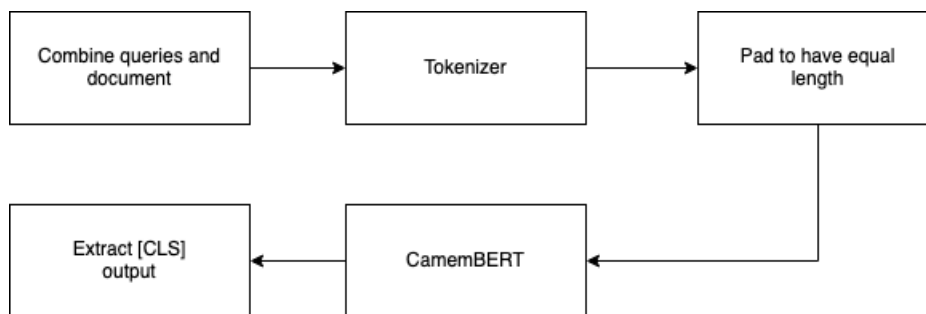 Combine queries and
document
Tokenizer
Pad to have equal
length
CamemBERT
Extract [CLS]
output